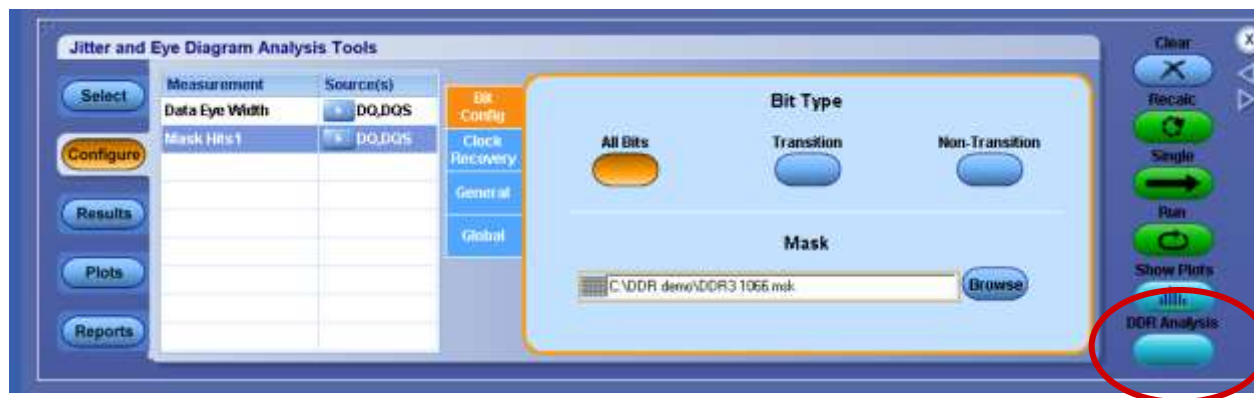 Jitter and Eye Diagram Analysis Tools
Select
Configure
Results
Plots
Reports
Measurement Source(s)
Data Eye Width DQ,DQS
Mask Hits1 DQ,DQS
Bit Config
Clock Recovery
General
Global
Bit Type
All Bits Transition Non-Transition
Mask
C:\DDR demo\DDR3 1066.msk Browse
Clear
X
Recalc
Single
Run
Show Plots
DDR Analysis